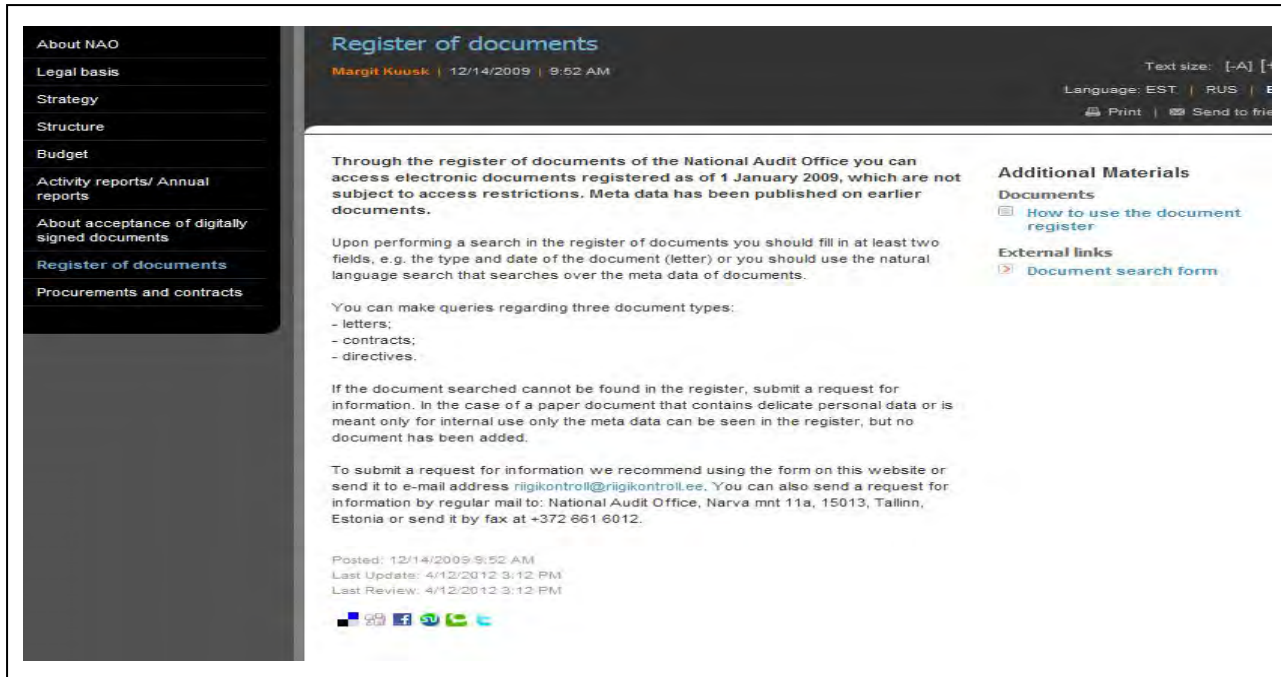 About NAO
Legal basis
Strategy
Structure
Budget
Activity reports/ Annual
reports
About acceptance of digitally
signed documents
Register of documents
Procurements and contracts
Register of documents
Margit Kuusk | 12/14/2009 | 9:52 AM
Text size: [-A] [+
Language: EST | RUS | E
Print | Send to frie
Through the register of documents of the National Audit Office you can
access electronic documents registered as of 1 January 2009, which are not
subject to access restrictions. Meta data has been published on earlier
documents.
Upon performing a search in the register of documents you should fill in at least two
fields, e.g. the type and date of the document (letter) or you should use the natural
language search that searches over the meta data of documents.
You can make queries regarding three document types:
- letters;
- contracts;
- directives.
If the document searched cannot be found in the register, submit a request for
information. In the case of a paper document that contains delicate personal data or is
meant only for internal use only the meta data can be seen in the register, but no
document has been added.
To submit a request for information we recommend using the form on this website or
send it to e-mail address riigikontroll@riigikontroll.ee. You can also send a request for
information by regular mail to: National Audit Office, Narva mnt 11a, 15013, Tallinn,
Estonia or send it by fax at +372 661 6012.
Posted: 12/14/2009 9:52 AM
Last Update: 4/12/2012 3:12 PM
Last Review: 4/12/2012 3:12 PM
Additional Materials
Documents
How to use the document
register
External links
Document search form